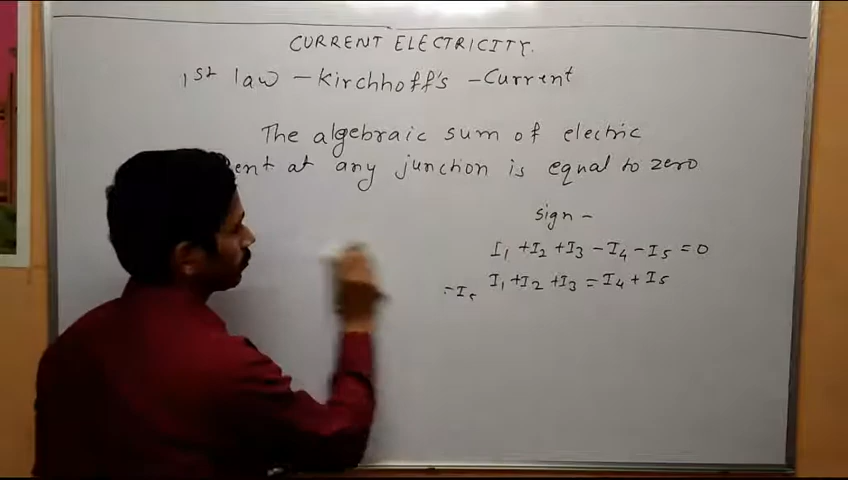 CURRENT ELECTRICITY.
1st law - Kirchhoff's - Current
The algebraic sum of electric
ent at any junction is equal to zero
sign -
I₁ + I₂ + I₃ - I₄ - I₅ = 0
I₁ + I₂ + I₃ = I₄ + I₅